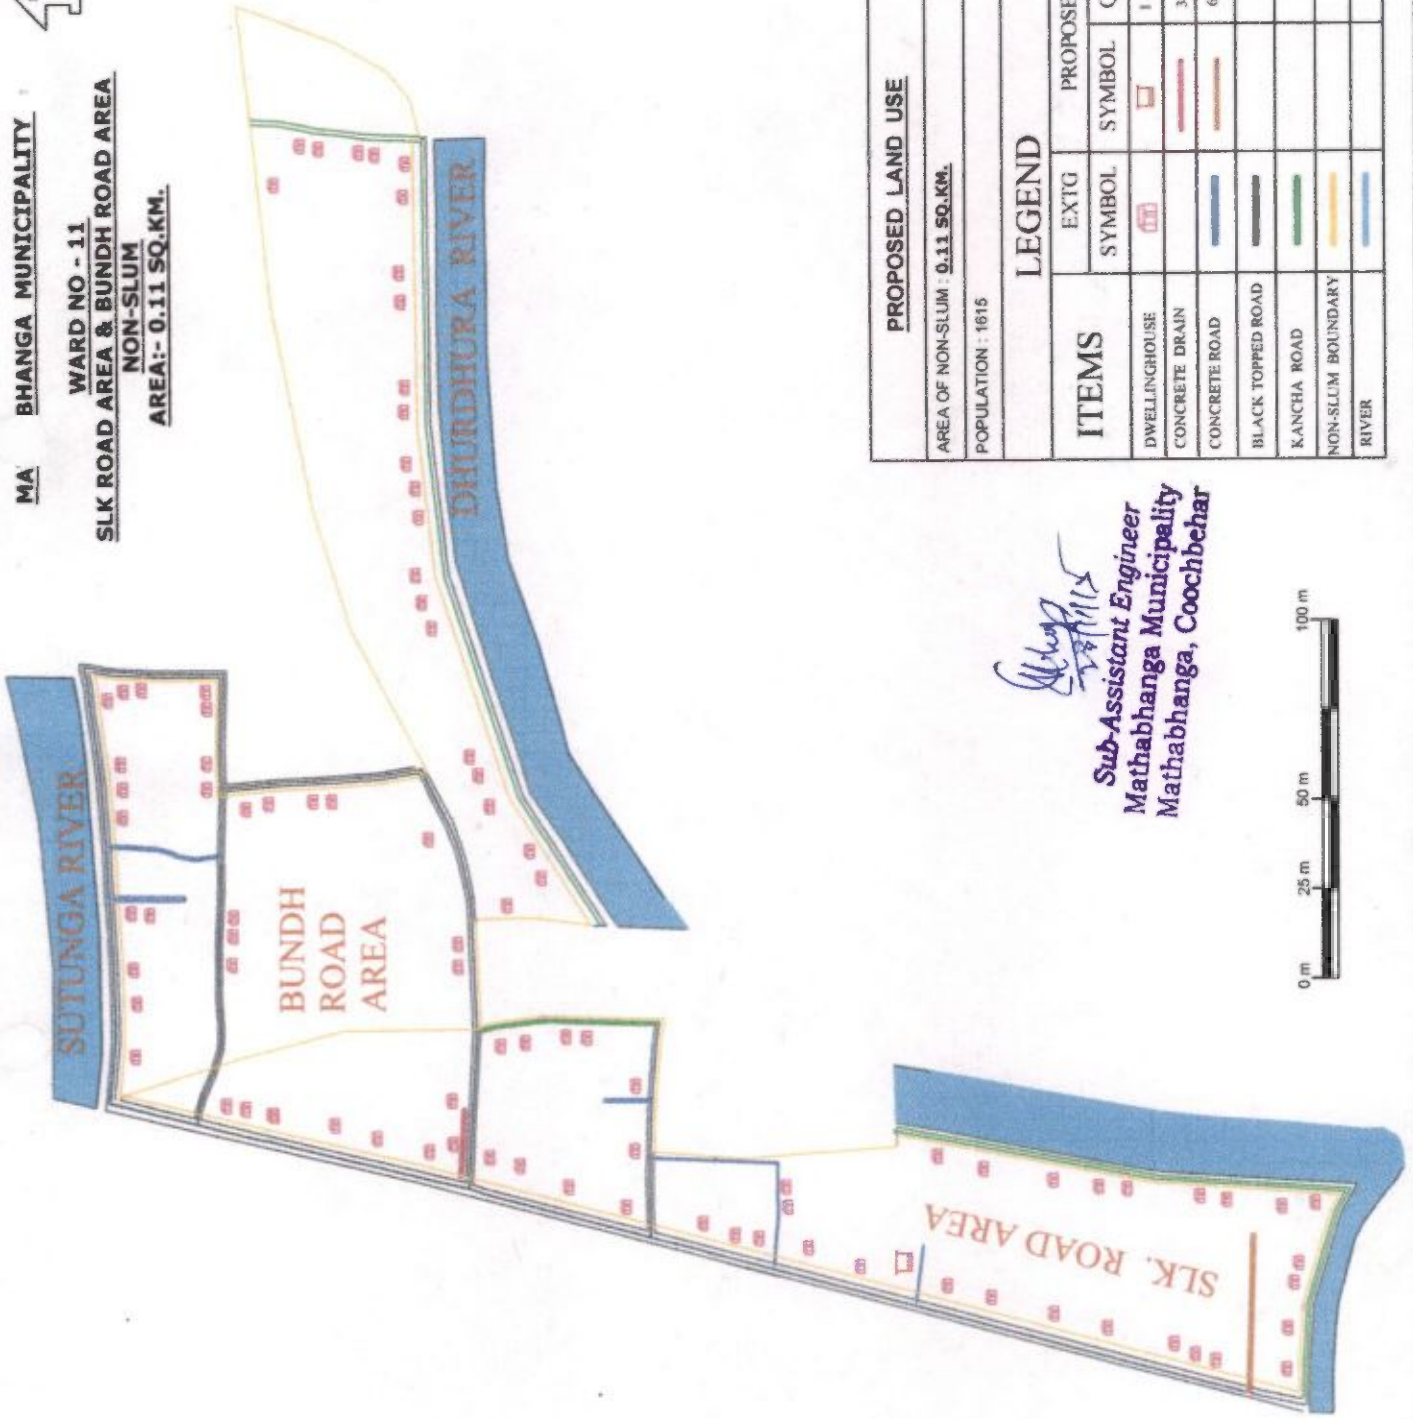 MA BHANGA MUNICIPALITY
WARD NO - 11
SLK ROAD AREA & BUNDH ROAD AREA
NON-SLUM
AREA:- 0.11 SQ.KM.
SUTUNGA RIVER
DHURDHURA RIVER
BUNDH
ROAD
AREA
SLK. ROAD AREA
PROPOSED LAND USE
AREA OF NON-SLUM : 0.11 SQ.KM.
POPULATION : 1615
LEGEND
ITEMS EXTG PROPOSE
SYMBOL SYMBOL
DWELLINGHOUSE 1
CONCRETE DRAIN 3
CONCRETE ROAD 6
BLACK TOPPED ROAD
KANCHA ROAD
NON-SLUM BOUNDARY
RIVER
Sub-Assistant Engineer
Mathabhanga Municipality
Mathabhanga, Coochbehar
0 m 25 m 50 m 100 m